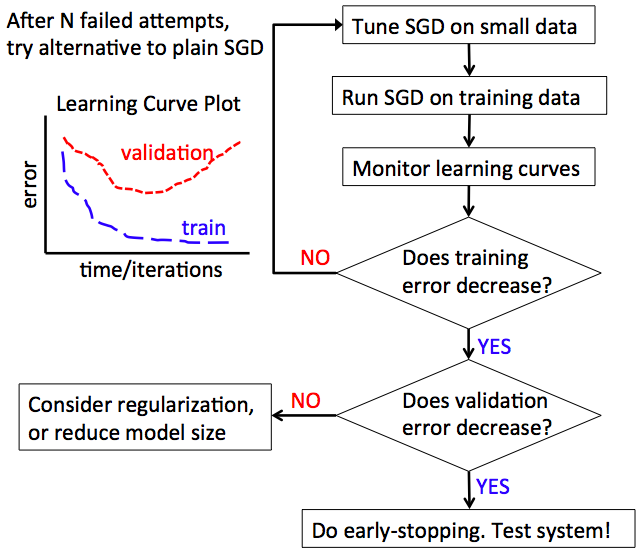 After N failed attempts,
try alternative to plain SGD
Learning Curve Plot
validation
train
error
time/iterations
Tune SGD on small data
Run SGD on training data
Monitor learning curves
Does training
error decrease?
NO
YES
Does validation
error decrease?
NO
Consider regularization,
or reduce model size
YES
Do early-stopping. Test system!